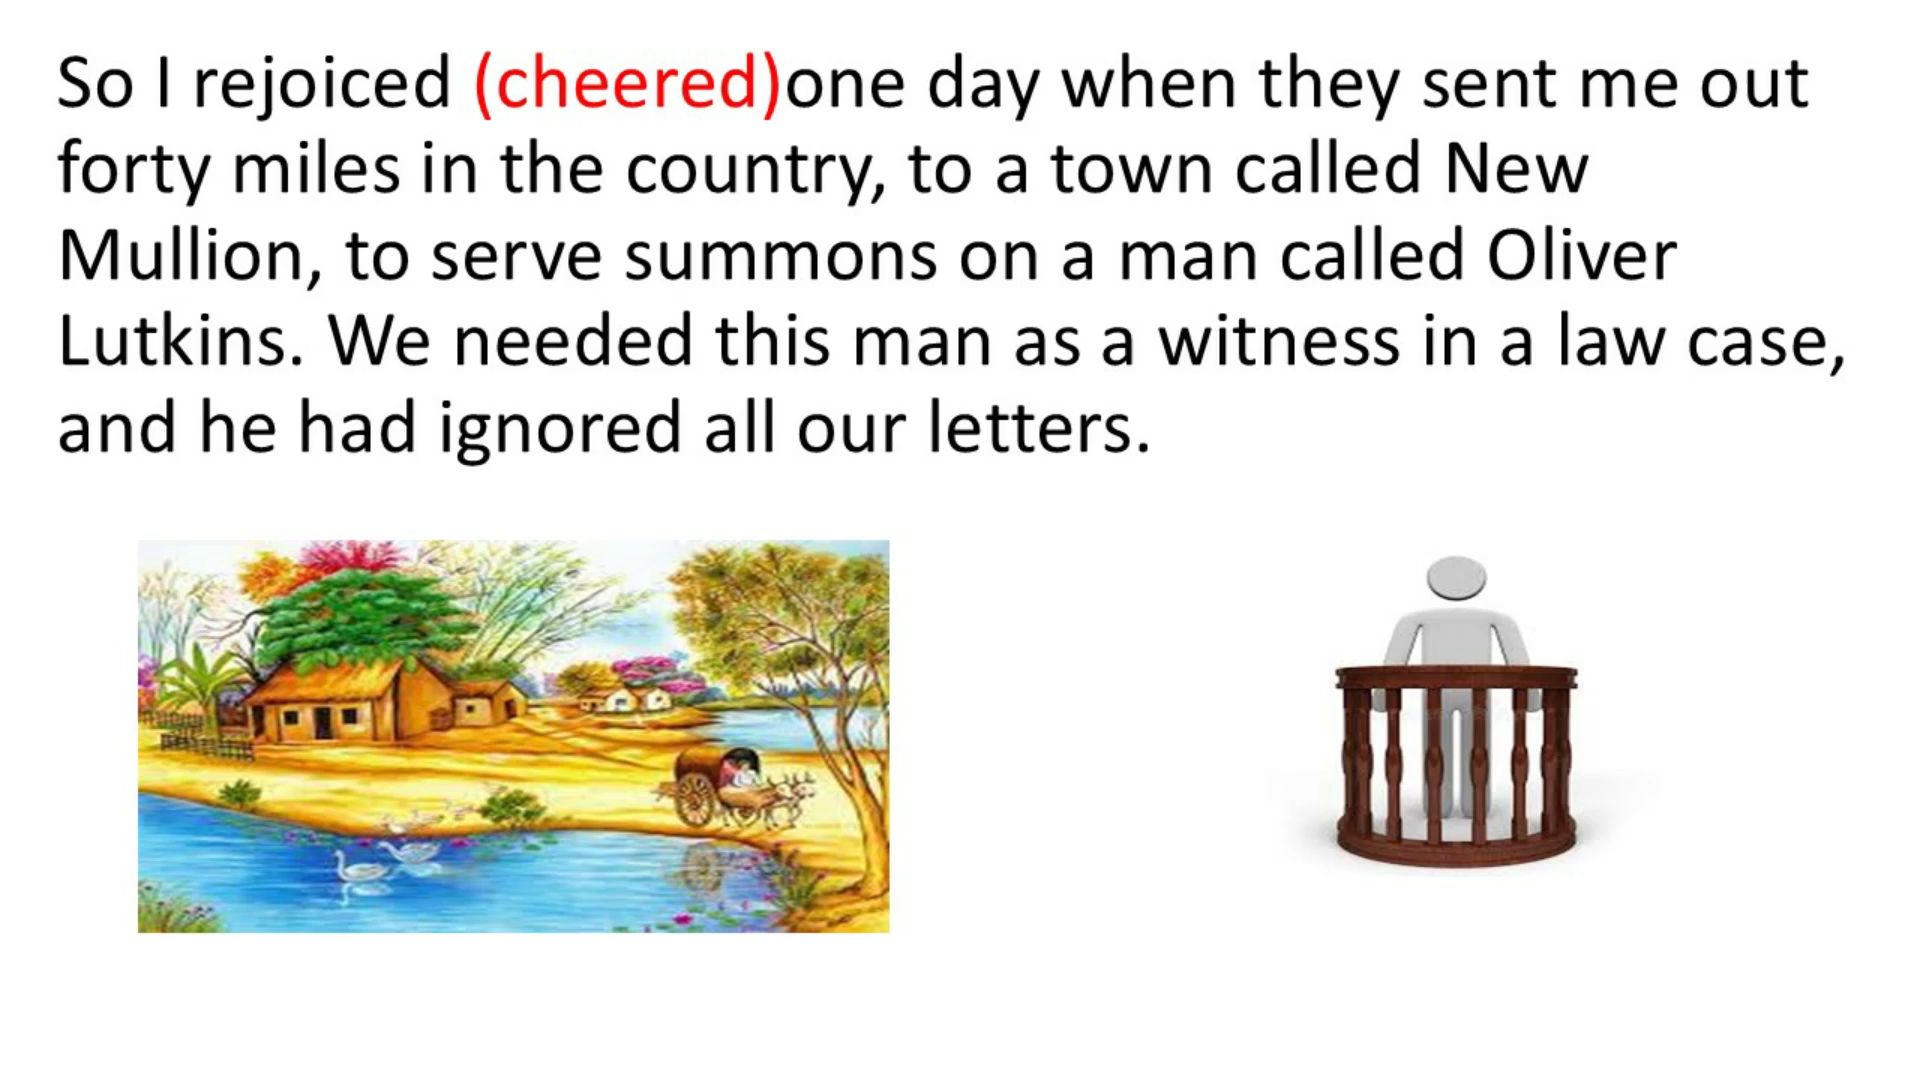 So I rejoiced (cheered)one day when they sent me out
forty miles in the country, to a town called New
Mullion, to serve summons on a man called Oliver
Lutkins. We needed this man as a witness in a law case,
and he had ignored all our letters.